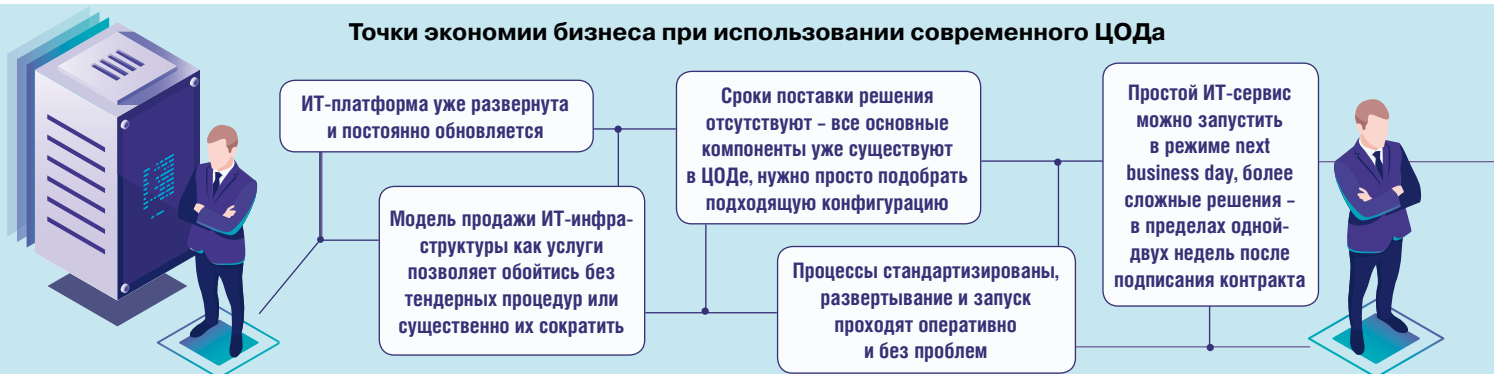 Точки экономии бизнеса при использовании современного ЦОДа
ИТ-платформа уже развернута
и постоянно обновляется
Модель продажи ИТ-инфра-
структуры как услуги
позволяет обойтись без
тендерных процедур или
существенно их сократить
Сроки поставки решения
отсутствуют – все основные
компоненты уже существуют
в ЦОДе, нужно просто подобрать
подходящую конфигурацию
Процессы стандартизированы,
развертывание и запуск
проходят оперативно
и без проблем
Простой ИТ-сервис
можно запустить
в режиме next
business day, более
сложные решения –
в пределах одной-
двух недель после
подписания контракта